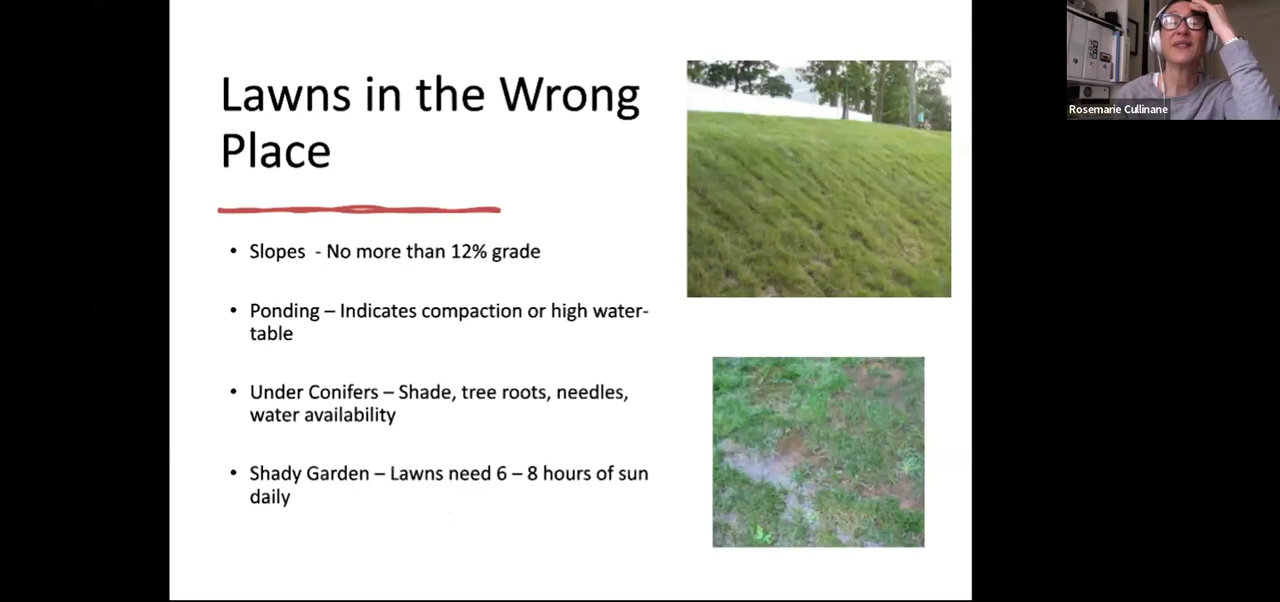 Lawns in the Wrong
Place
• Slopes  - No more than 12% grade
• Ponding – Indicates compaction or high water-
table
• Under Conifers – Shade, tree roots, needles,
water availability
• Shady Garden – Lawns need 6 – 8 hours of sun
daily
Rosemarie Cullinane